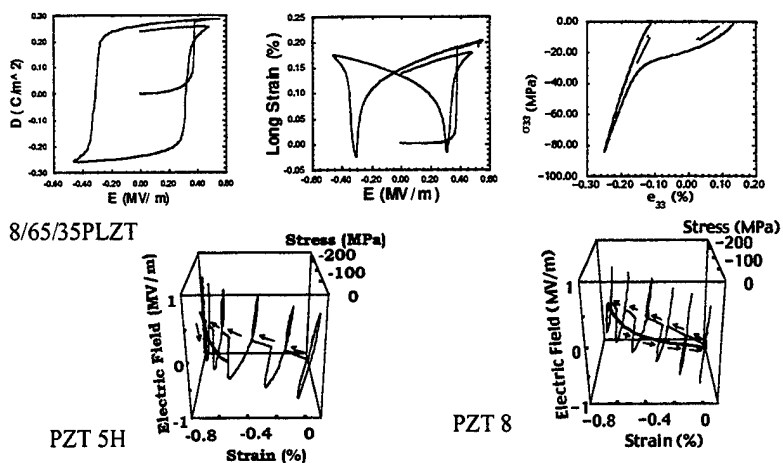 0.30
0.20
0.10
0.00
-0.10
-0.20
-0.30
D ( C/m^ 2)
-0.60 -0.40 -0.20 0.00 0.20 0.40 0.60
E (MV/ m)
0.25
0.20
0.15
0.10
0.05
0.00
0.05
Long Strain (%)
-0.60 -0.40 -0.20 0.00 0.20 0.40 0.60
E (MV/ m)
0.00
-20.00
-40.00
-60.00
-80.00
-100.00
σ33 (MPa)
-0.30 -0.20 -0.10 0.00 0.10 0.20
e33 (%)
8/65/35PLZT
Stress (MPa)
-200
-100
0
Electric Field (MV/m)
1
0
-1
-0.8 -0.4 0
Strain (%)
PZT 5H
Stress (MPa)
-200
-100
0
Electric Field (MV/m)
1
0
-1
-0.8 -0.4 0
Strain (%)
PZT 8